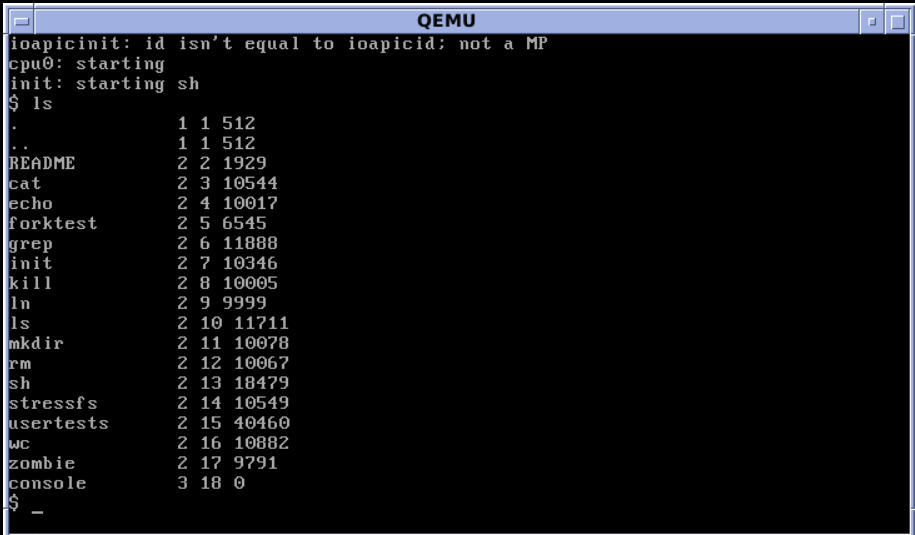 QEMU
ioapicinit: id isn't equal to ioapicid; not a MP
cpu0: starting
init: starting sh
$ ls
.              1 1 512
..             1 1 512
README         2 2 1929
cat            2 3 10544
echo           2 4 10017
forktest       2 5 6545
grep           2 6 11888
init           2 7 10346
kill           2 8 10005
ln             2 9 9999
ls             2 10 11711
mkdir          2 11 10078
rm             2 12 10067
sh             2 13 18479
stressfs       2 14 10549
usertests      2 15 40460
wc             2 16 10882
zombie         2 17 9791
console        3 18 0
$ _